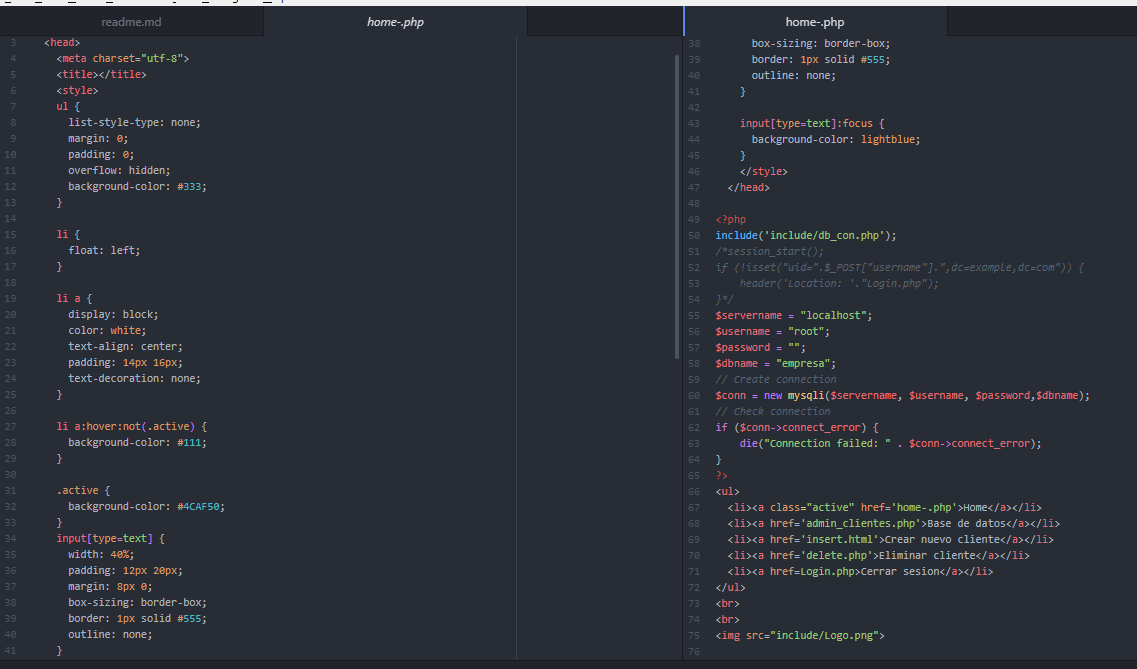 readme.md
home-.php
3 <head>
4 <meta charset="utf-8">
5 <title></title>
6 <style>
7 ul {
8 list-style-type: none;
9 margin: 0;
10 padding: 0;
11 overflow: hidden;
12 background-color: #333;
13 }
14
15 li {
16 float: left;
17 }
18
19 li a {
20 display: block;
21 color: white;
22 text-align: center;
23 padding: 14px 16px;
24 text-decoration: none;
25 }
26
27 li a:hover:not(.active) {
28 background-color: #111;
29 }
30
31 .active {
32 background-color: #4CAF50;
33 }
34 input[type=text] {
35 width: 40%;
36 padding: 12px 20px;
37 margin: 8px 0;
38 box-sizing: border-box;
39 border: 1px solid #555;
40 outline: none;
41 }
home-.php
38 box-sizing: border-box;
39 border: 1px solid #555;
40 outline: none;
41 }
42
43 input[type=text]:focus {
44 background-color: lightblue;
45 }
46 </style>
47 </head>
48
49 <?php
50 include('include/db_con.php');
51 /*session_start();
52 if (!isset("uid=".$_POST["username"].",dc=example,dc=com")) {
53 header('Location: '."Login.php");
54 }*/
55 $servername = "localhost";
56 $username = "root";
57 $password = "";
58 $dbname = "empresa";
59 // Create connection
60 $conn = new mysqli($servername, $username, $password,$dbname);
61 // Check connection
62 if ($conn->connect_error) {
63 die("Connection failed: " . $conn->connect_error);
64 }
65 ?>
66 <ul>
67 <li><a class="active" href='home-.php'>Home</a></li>
68 <li><a href='admin_clientes.php'>Base de datos</a></li>
69 <li><a href='insert.html'>Crear nuevo cliente</a></li>
70 <li><a href='delete.php'>Eliminar cliente</a></li>
71 <li><a href=Login.php>Cerrar sesion</a></li>
72 </ul>
73 <br>
74 <br>
75 <img src="include/Logo.png">
76